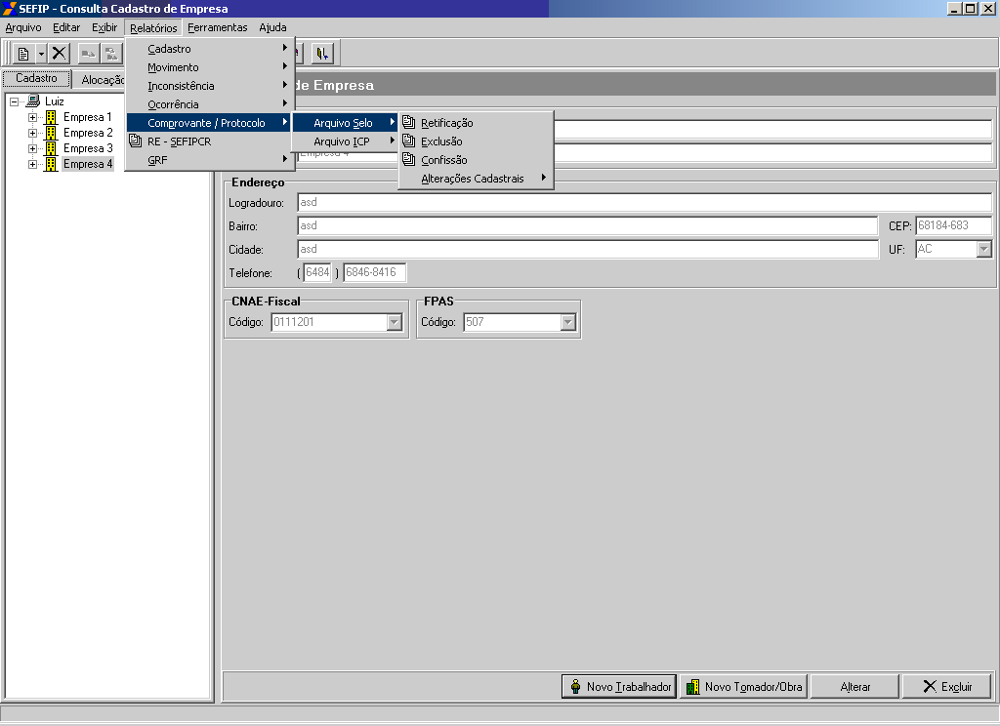 SEFIP - Consulta Cadastro de Empresa
Arquivo Editar Exibir Relatórios Ferramentas Ajuda
Cadastro
Movimento
Inconsistência
Ocorrência
Comprovante / Protocolo
RE - SEFIPCR
GRF
Arquivo Selo
Arquivo ICP
Retificação
Exclusão
Confissão
Alterações Cadastrais
Cadastro Alocação
Luiz
Empresa 1
Empresa 2
Empresa 3
Empresa 4
de Empresa
Empresa 4
Endereço
Logradouro: asd
Bairro: asd CEP: 68184-683
Cidade: asd UF: AC
Telefone: ( 6484 ) 6846-8416
CNAE-Fiscal FPAS
Código: 0111201 Código: 507
Novo Trabalhador Novo Tomador/Obra Alterar Excluir